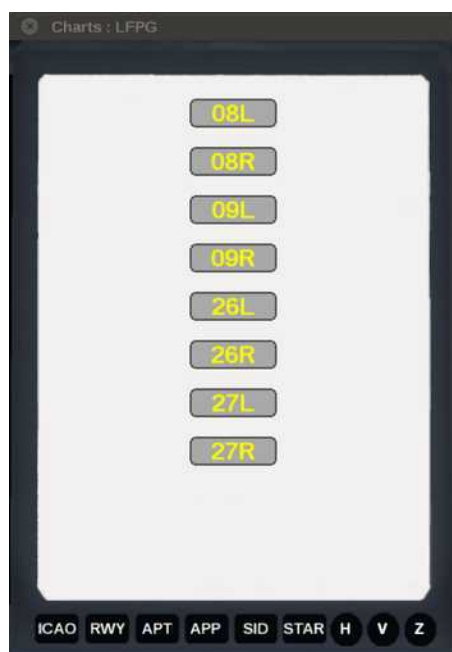 Charts : LFPG
08L
08R
09L
09R
26L
26R
27L
27R
ICAO RWY APT APP SID STAR H V Z